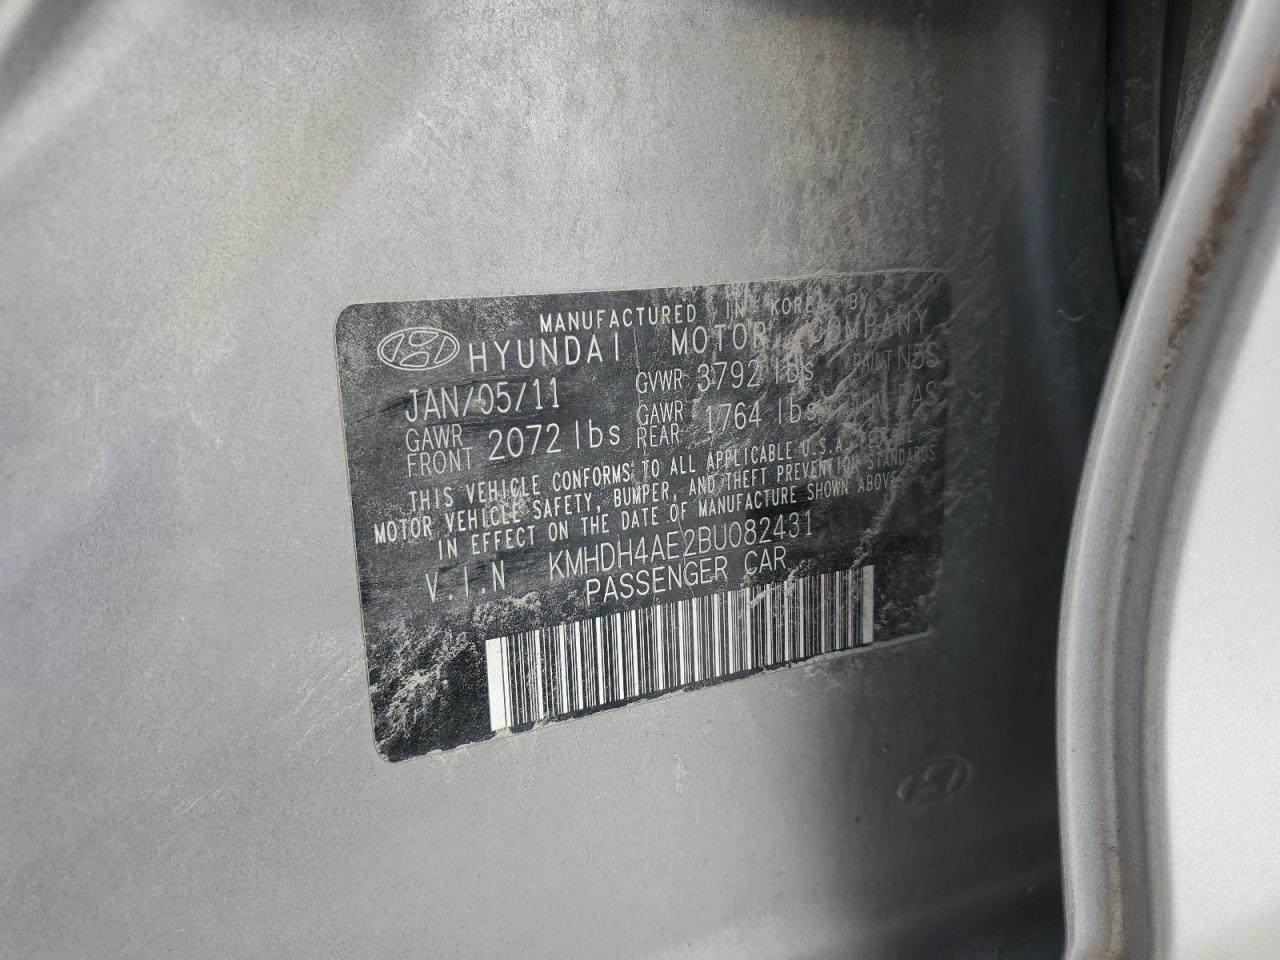 MANUFACTURED IN KOREA BY
HYUNDAI MOTOR COMPANY
JAN/05/11 GVWR 3792 lbs PAINT N5S
GAWR FRONT 2072 lbs GAWR REAR 1764 lbs
THIS VEHICLE CONFORMS TO ALL APPLICABLE U.S.A. FEDERAL
MOTOR VEHICLE SAFETY, BUMPER, AND THEFT PREVENTION STANDARDS
IN EFFECT ON THE DATE OF MANUFACTURE SHOWN ABOVE
V.I.N KMHDH4AE2BU082431
PASSENGER CAR